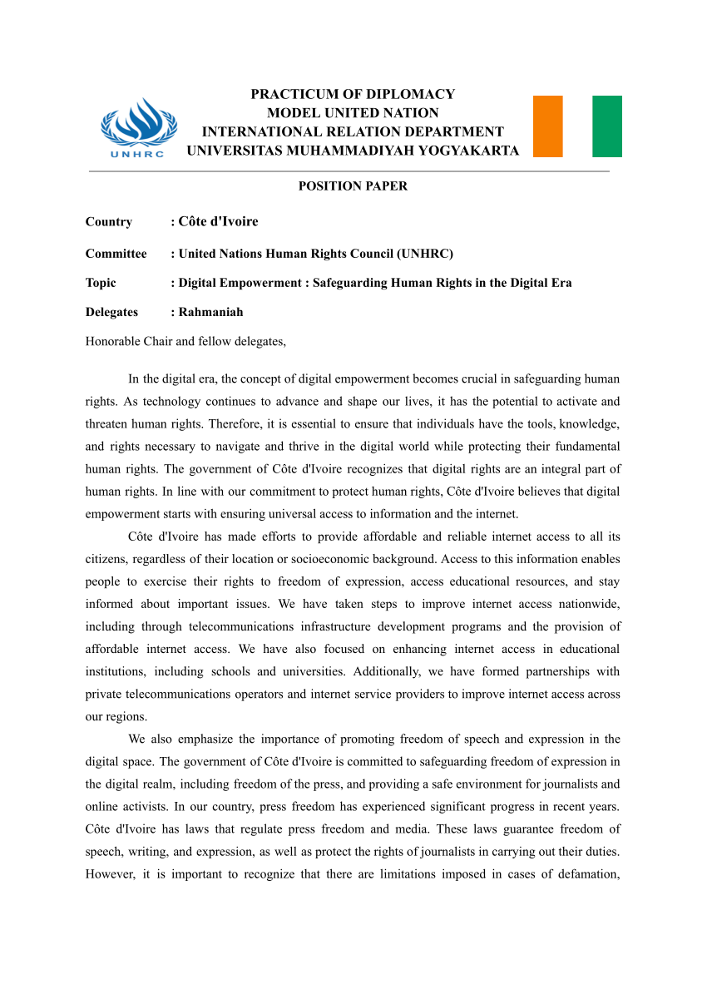 PRACTICUM OF DIPLOMACY
MODEL UNITED NATION
INTERNATIONAL RELATION DEPARTMENT
UNIVERSITAS MUHAMMADIYAH YOGYAKARTA
UNHRC
POSITION PAPER
Country : Côte d'Ivoire
Committee : United Nations Human Rights Council (UNHRC)
Topic : Digital Empowerment : Safeguarding Human Rights in the Digital Era
Delegates : Rahmaniah
Honorable Chair and fellow delegates,
In the digital era, the concept of digital empowerment becomes crucial in safeguarding human
rights. As technology continues to advance and shape our lives, it has the potential to activate and
threaten human rights. Therefore, it is essential to ensure that individuals have the tools, knowledge,
and rights necessary to navigate and thrive in the digital world while protecting their fundamental
human rights. The government of Côte d'Ivoire recognizes that digital rights are an integral part of
human rights. In line with our commitment to protect human rights, Côte d'Ivoire believes that digital
empowerment starts with ensuring universal access to information and the internet.
Côte d'Ivoire has made efforts to provide affordable and reliable internet access to all its
citizens, regardless of their location or socioeconomic background. Access to this information enables
people to exercise their rights to freedom of expression, access educational resources, and stay
informed about important issues. We have taken steps to improve internet access nationwide,
including through telecommunications infrastructure development programs and the provision of
affordable internet access. We have also focused on enhancing internet access in educational
institutions, including schools and universities. Additionally, we have formed partnerships with
private telecommunications operators and internet service providers to improve internet access across
our regions.
We also emphasize the importance of promoting freedom of speech and expression in the
digital space. The government of Côte d'Ivoire is committed to safeguarding freedom of expression in
the digital realm, including freedom of the press, and providing a safe environment for journalists and
online activists. In our country, press freedom has experienced significant progress in recent years.
Côte d'Ivoire has laws that regulate press freedom and media. These laws guarantee freedom of
speech, writing, and expression, as well as protect the rights of journalists in carrying out their duties.
However, it is important to recognize that there are limitations imposed in cases of defamation,